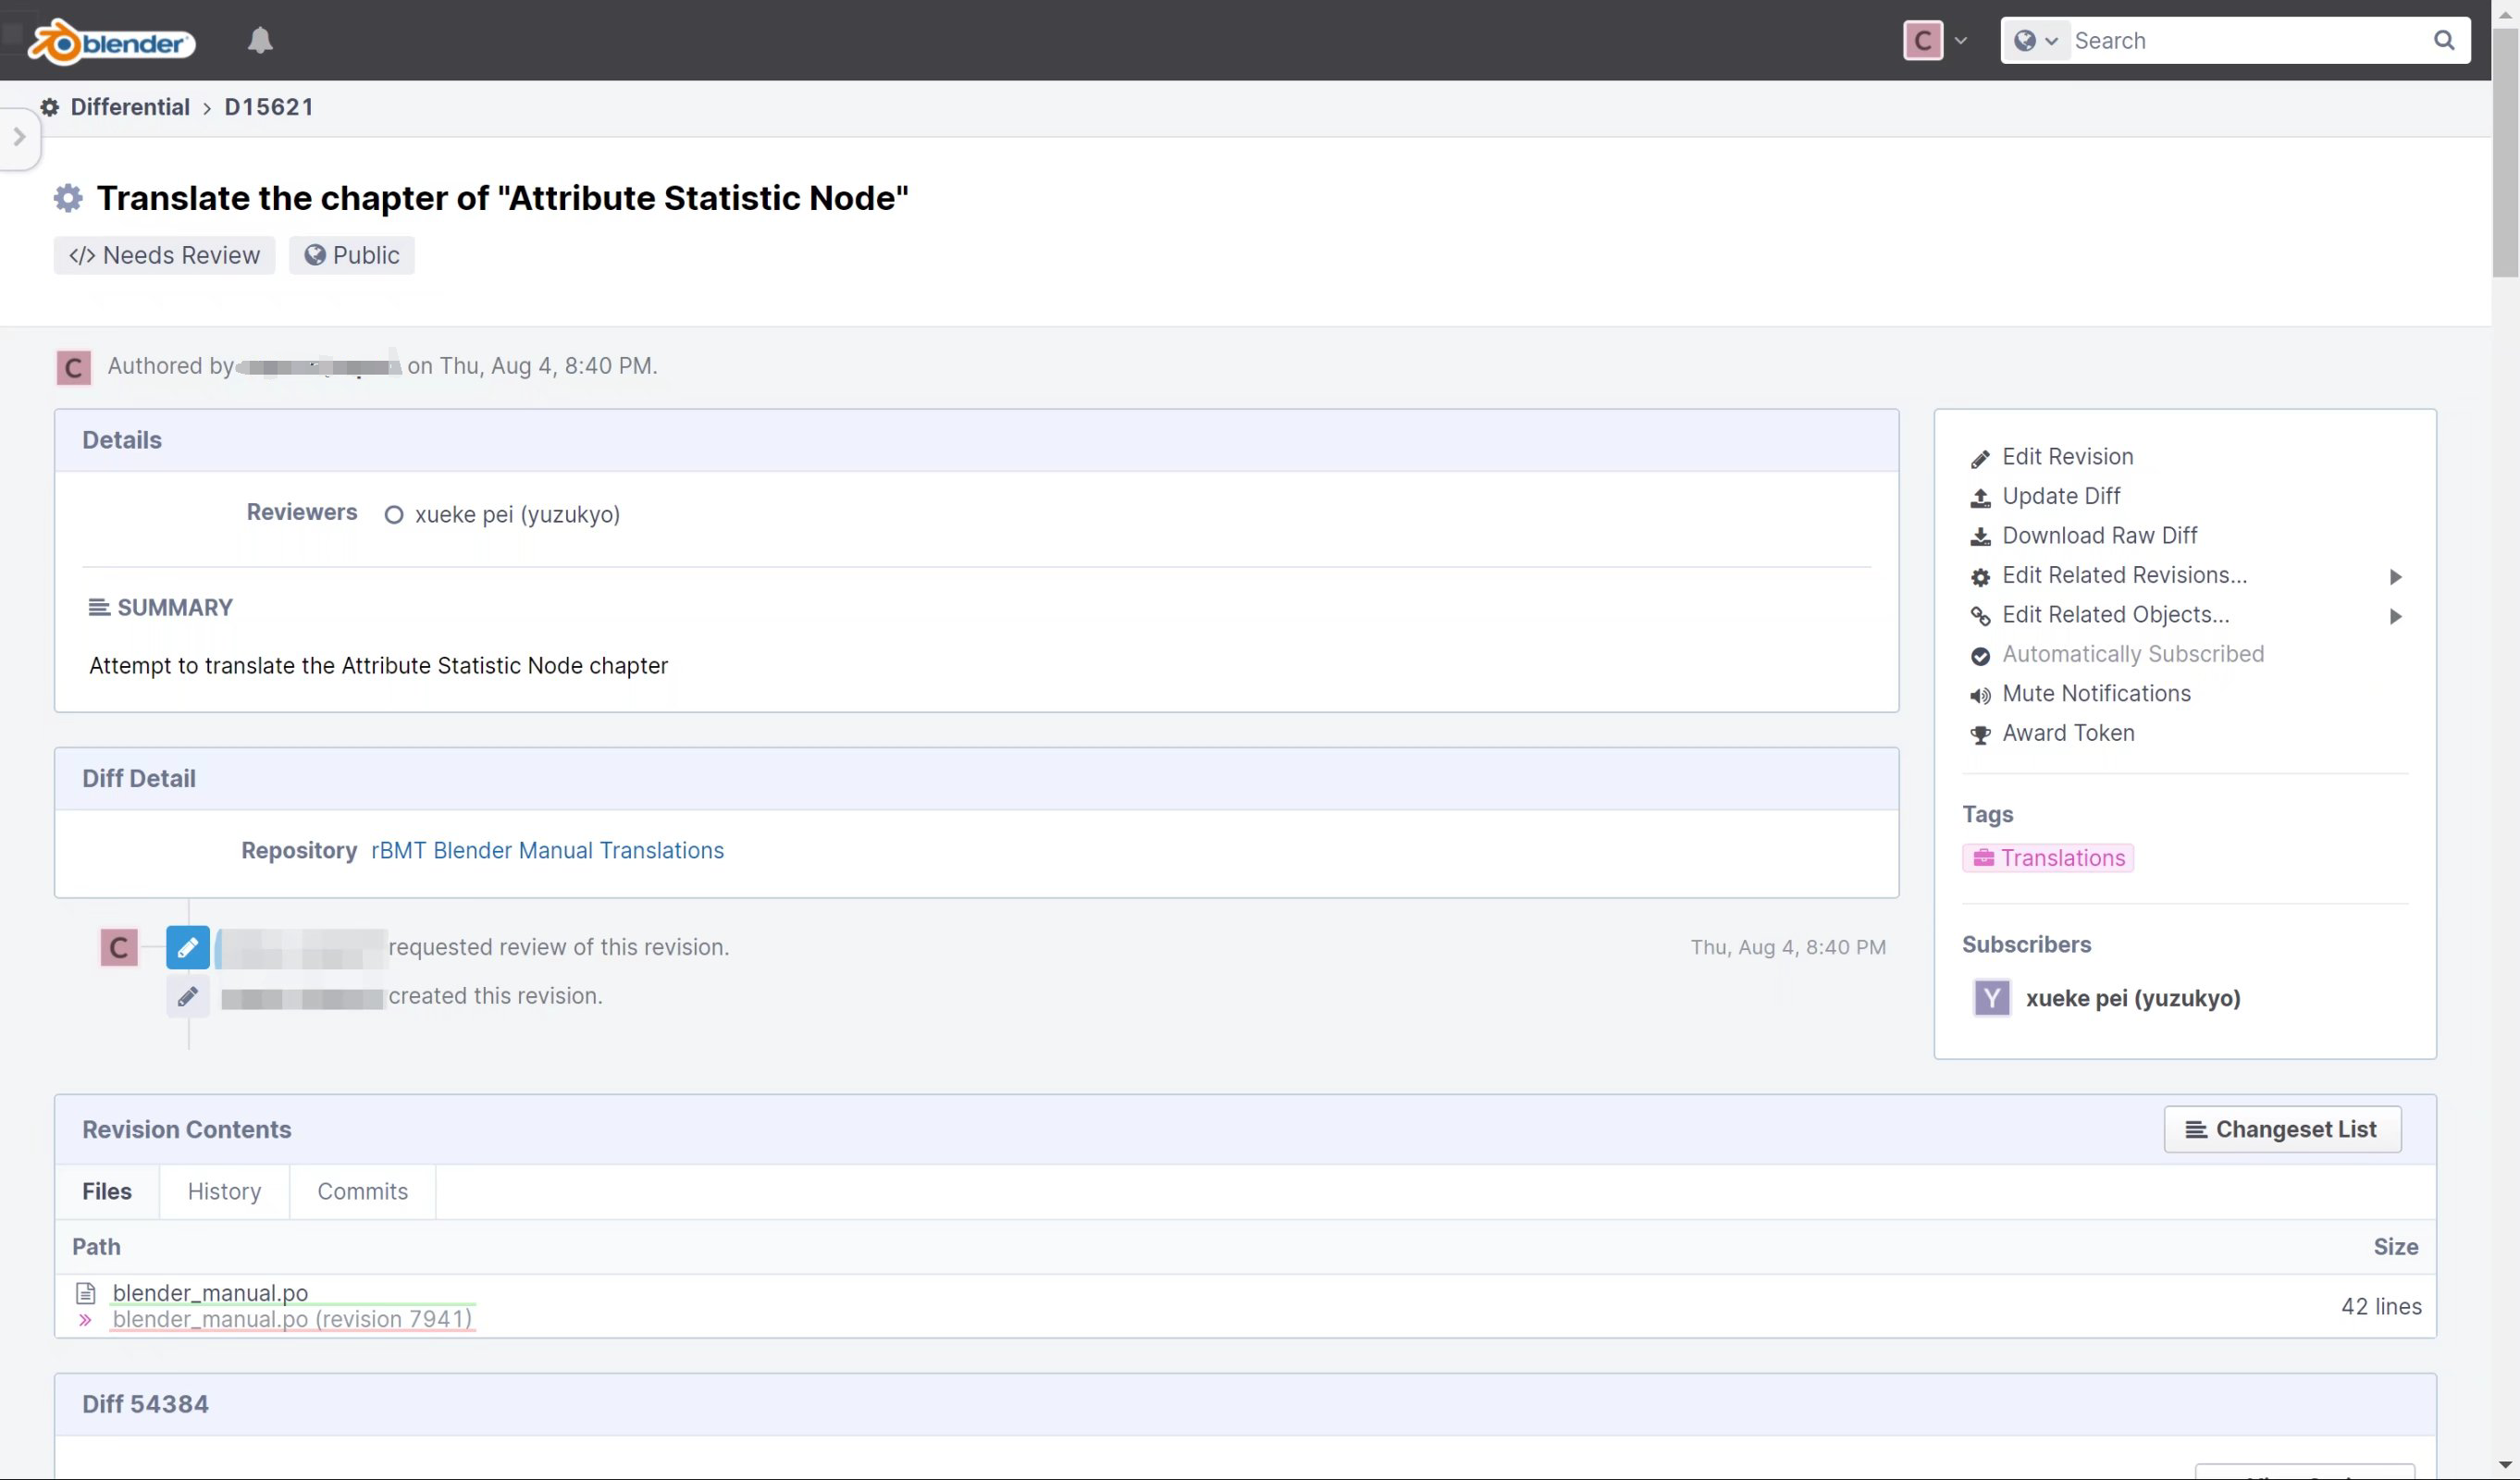 blender
C
Search
Differential › D15621
Translate the chapter of "Attribute Statistic Node"
</> Needs Review
Public
C
Authored by
on Thu, Aug 4, 8:40 PM.
Details
Reviewers
xueke pei (yuzukyo)
SUMMARY
Attempt to translate the Attribute Statistic Node chapter
Diff Detail
Repository
rBMT Blender Manual Translations
C
requested review of this revision.
Thu, Aug 4, 8:40 PM
created this revision.
Edit Revision
Update Diff
Download Raw Diff
Edit Related Revisions...
Edit Related Objects...
Automatically Subscribed
Mute Notifications
Award Token
Tags
Translations
Subscribers
Y
xueke pei (yuzukyo)
Revision Contents
Changeset List
Files
History
Commits
Path
Size
blender_manual.po
blender_manual.po (revision 7941)
42 lines
Diff 54384